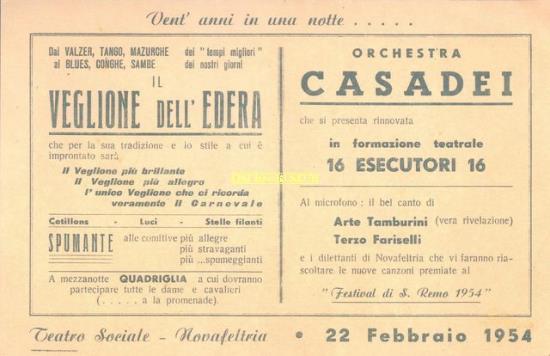 Vent' anni in una notte . . . . .
Dai VALZER, TANGO, MAZURCHE dei "tempi migliori"
ai BLUES, CONGHE, SAMBE dei nostri giorni
IL
VEGLIONE DELL' EDERA
che per la sua tradizione e lo stile a cui è
improntato sarà
Il Veglione più brillante
Il Veglione più allegro
l' unico Veglione che ci ricorda
veramente il Carnevale
Cotillons - Luci - Stelle filanti
SPUMANTE alle comitive più allegre
più stravaganti
più ...spumeggianti
A mezzanotte QUADRIGLIA a cui dovranno
partecipare tutte le dame e cavalieri
(. . . . . a la promenade).
ORCHESTRA
CASADEI
che si presenta rinnovata
in formazione teatrale
16 ESECUTORI 16
Al microfono : il bel canto di
Arte Tamburini (vera rivelazione)
Terzo Fariselli
e i dilettanti di Novafeltria che vi faranno ria-
scoltare le nuove canzoni premiate al
"Festival di S. Remo 1954"
Teatro Sociale - Novafeltria • 22 Febbraio 1954